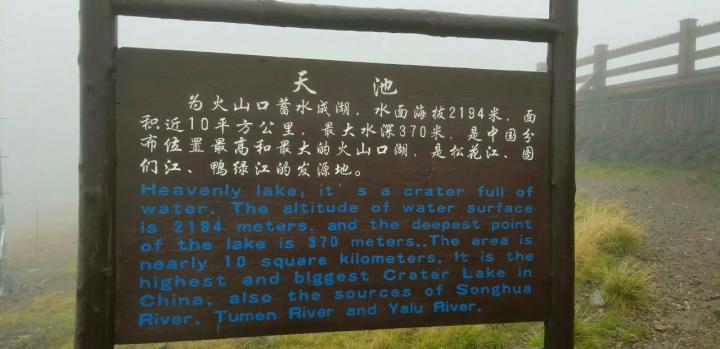 天 池
为火山口蓄水成湖，水面海拔2194米，面
积近10平方公里，最大水深370米，是中国分
布位置最高和最大的火山口湖，是松花江、图
们江、鸭绿江的发源地。
Heavenly lake, it's a crater full of
water. The altitude of water surface
is 2194 meters, and the deepest point
of the lake is 370 meters..The area is
nearly 10 square kilometers. It is the
highest and biggest Crater Lake in
China, also the sources of Songhua
River, Tumen River and Yalu River.